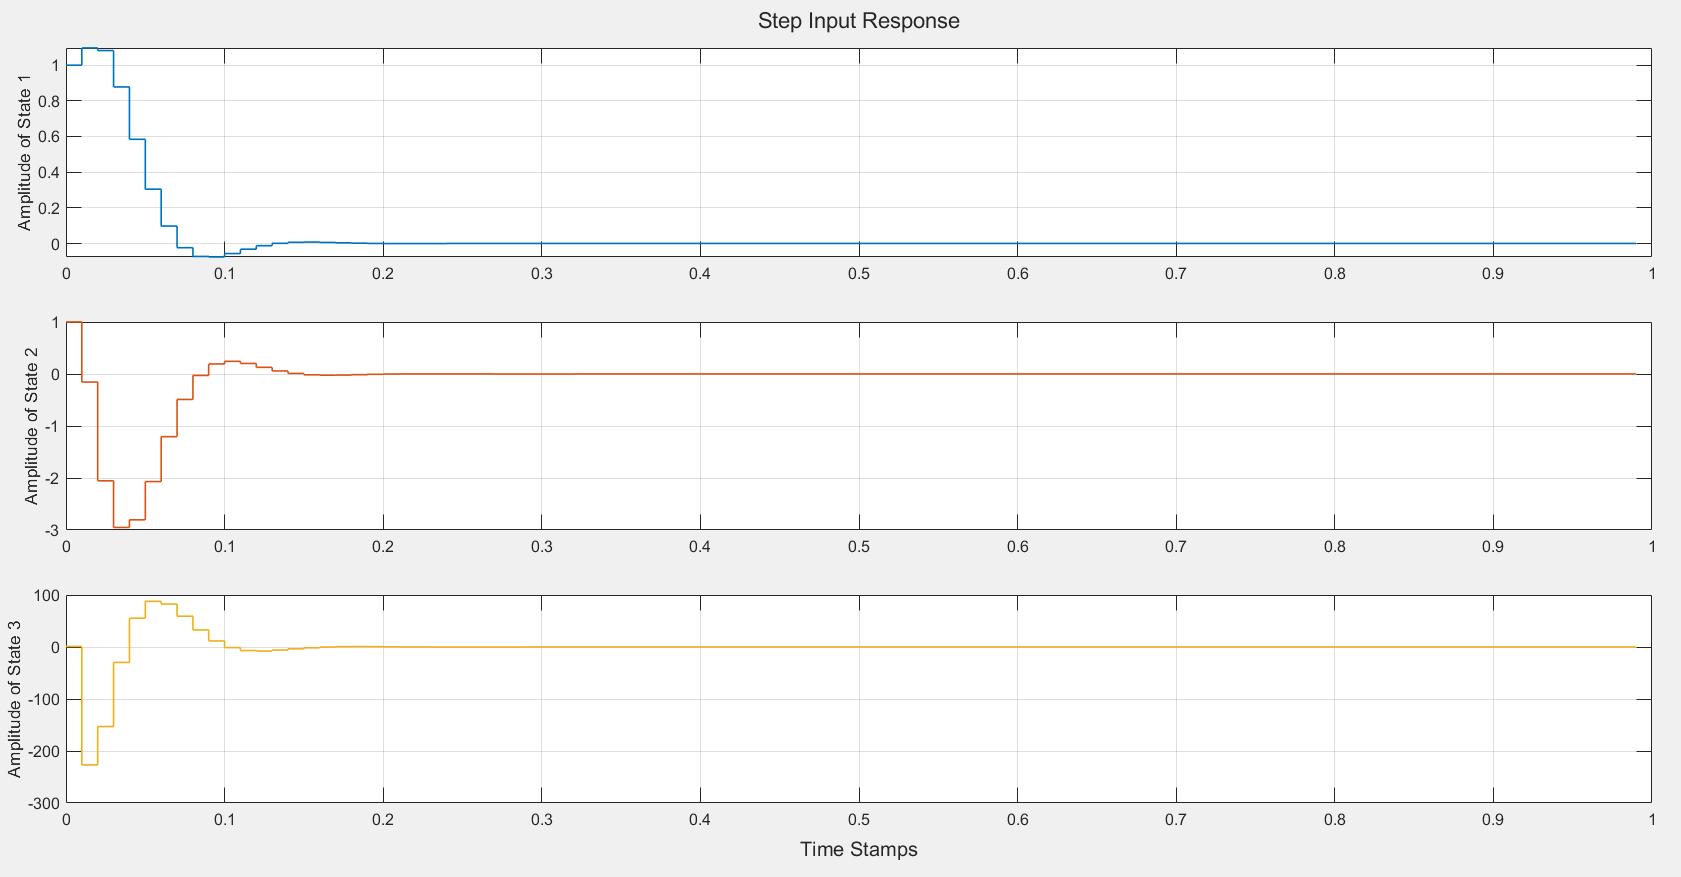 Step Input Response
Amplitude of State 1
1
0.8
0.6
0.4
0.2
0
0 0.1 0.2 0.3 0.4 0.5 0.6 0.7 0.8 0.9 1
Amplitude of State 2
1
0
-1
-2
-3
0 0.1 0.2 0.3 0.4 0.5 0.6 0.7 0.8 0.9 1
Amplitude of State 3
100
0
-100
-200
-300
0 0.1 0.2 0.3 0.4 0.5 0.6 0.7 0.8 0.9 1
Time Stamps